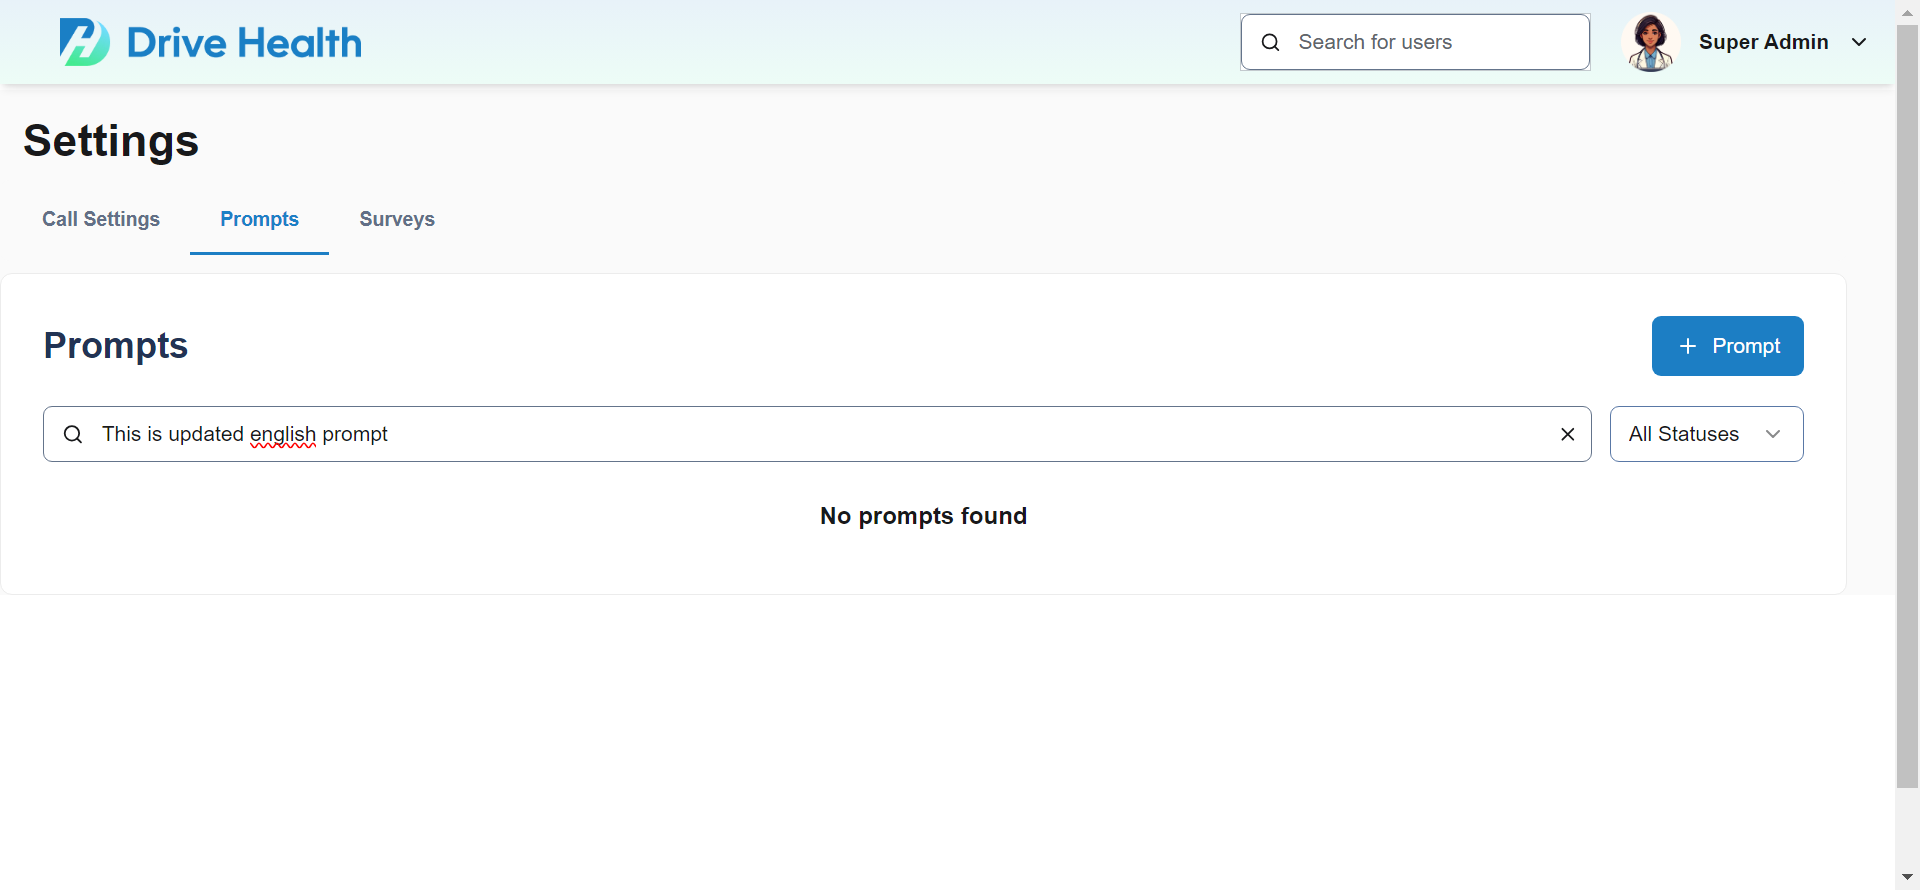 Drive Health
Search for users
Super Admin
Settings
Call Settings
Prompts
Surveys
Prompts
Prompt
This is updated english prompt
All Statuses
No prompts found